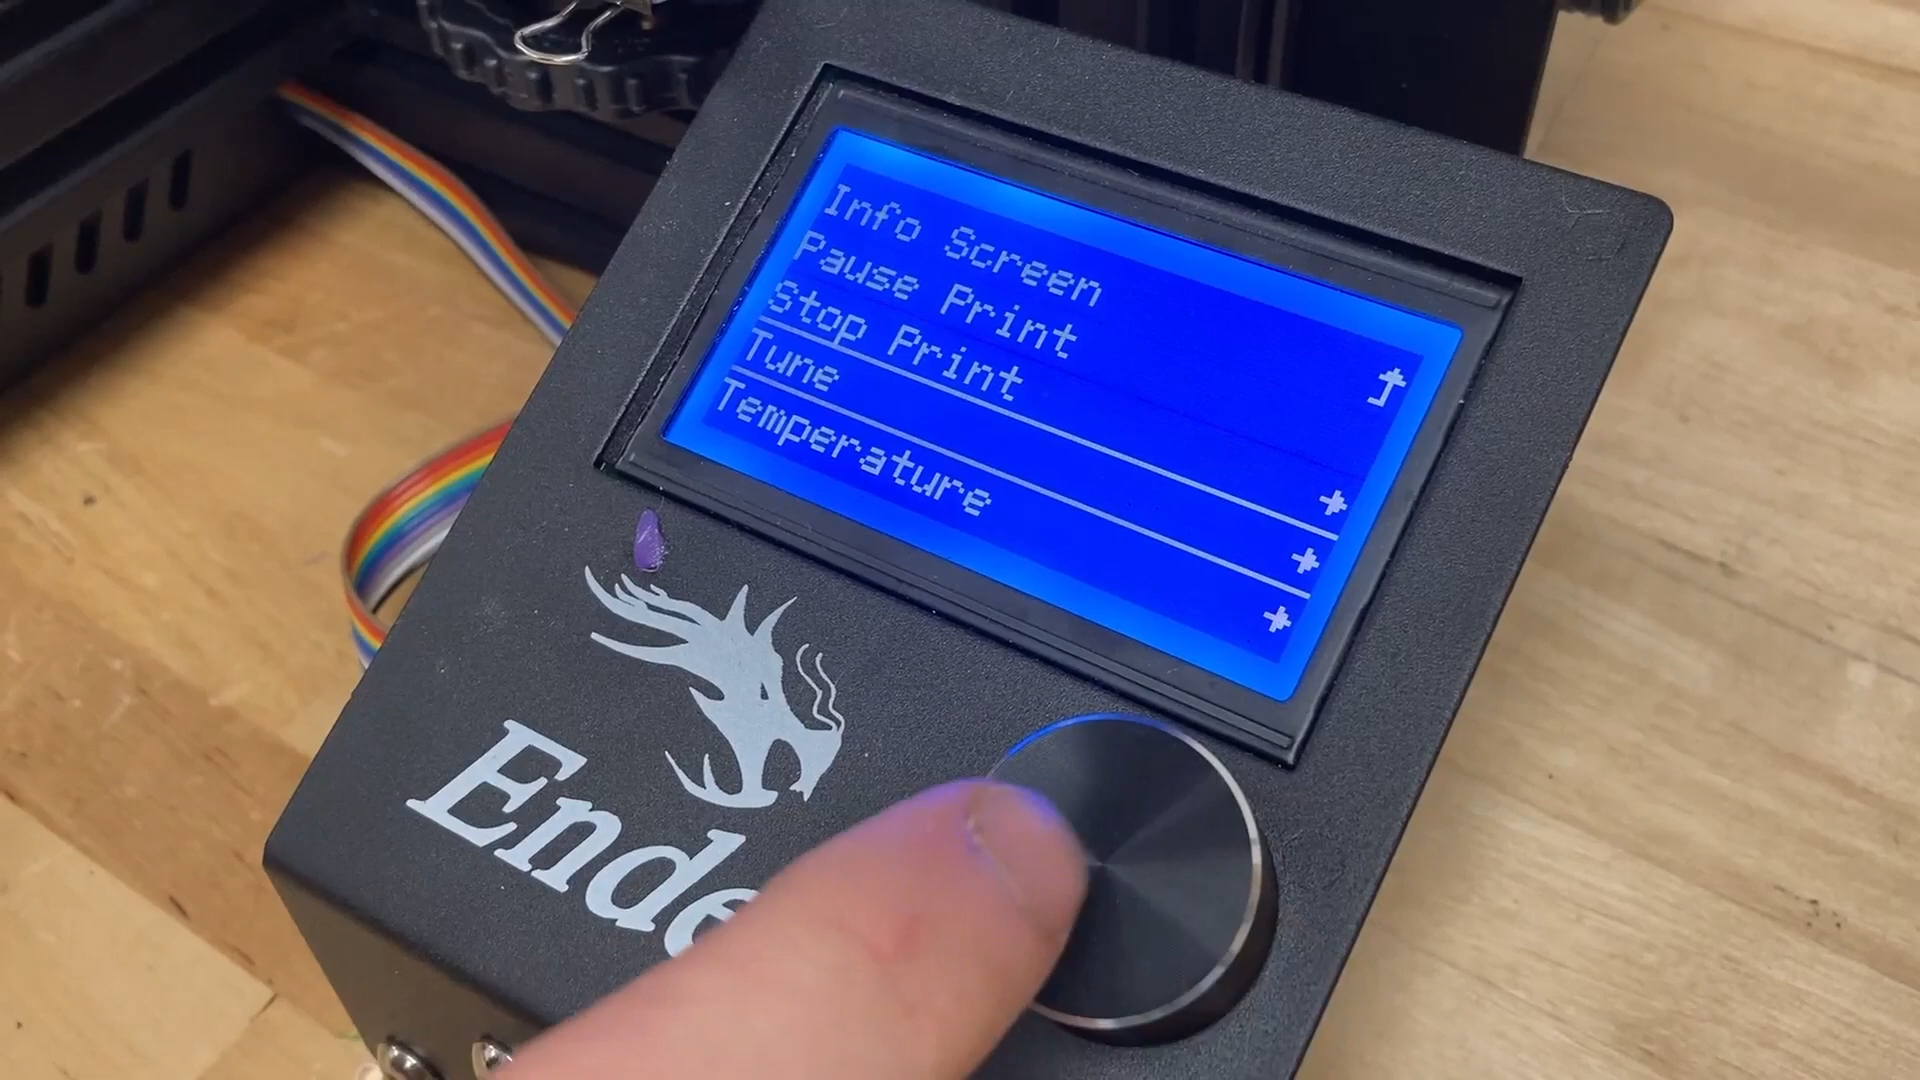 Info Screen
Pause Print
Stop Print
Tune
Temperature
Ende